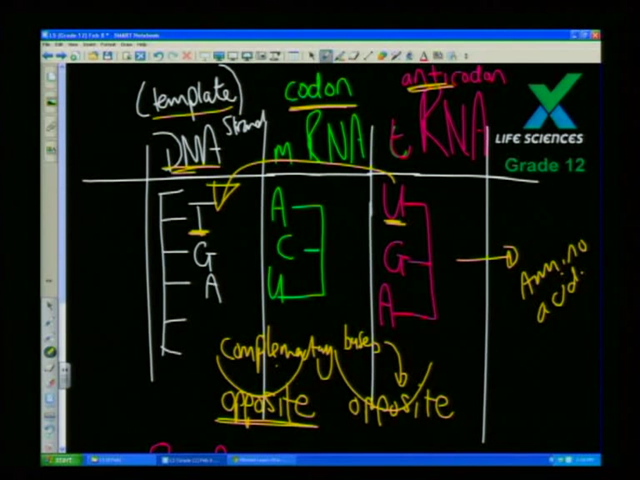 (template) codon anticodon
DNA strand mRNA tRNA
LIFE SCIENCES
Grade 12
T A U
G C G
A U A
Amino
acid.
complementary bases
opposite opposite
start